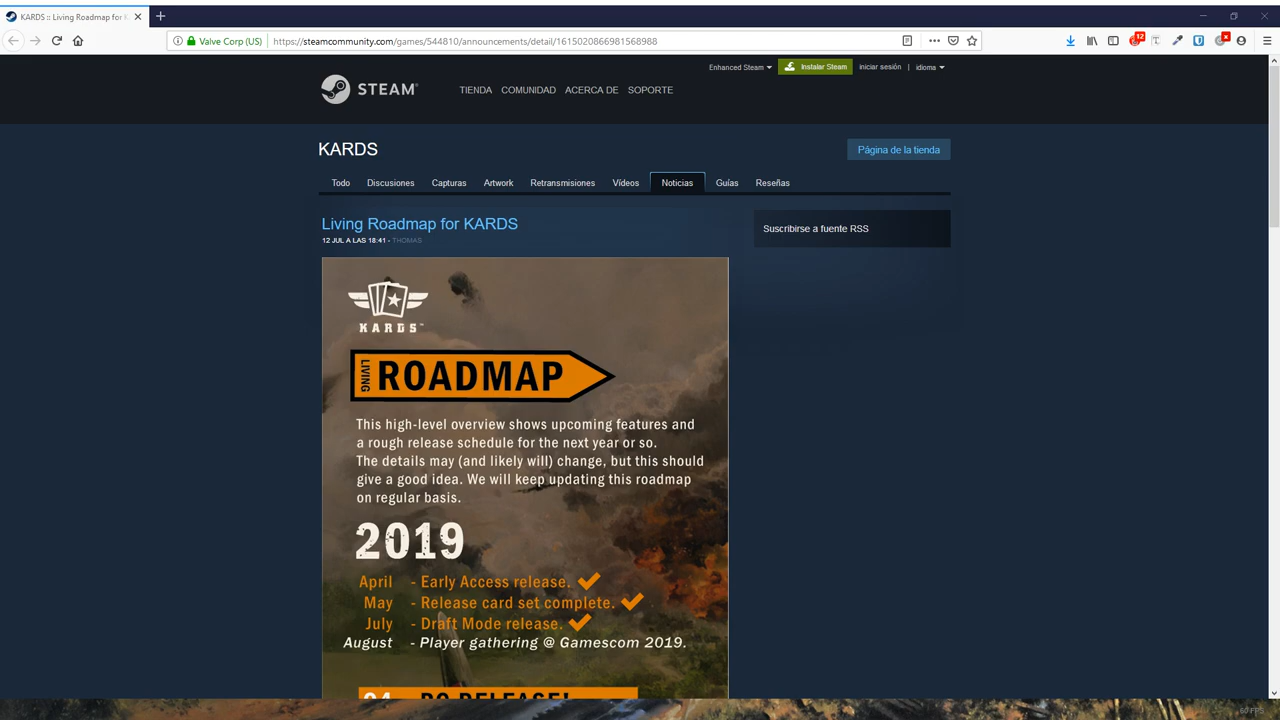 KARDS :: Living Roadmap for K
Valve Corp (US) https://steamcommunity.com/games/544810/announcements/detail/1615020866981568988
12
Enhanced Steam Instalar Steam iniciar sesión | idioma
STEAM®
TIENDA COMUNIDAD ACERCA DE SOPORTE
KARDS
Página de la tienda
Todo Discusiones Capturas Artwork Retransmisiones Vídeos Noticias Guías Reseñas
Living Roadmap for KARDS
12 JUL A LAS 18:41 - THOMAS
Suscribirse a fuente RSS
KARDS™
LIVING ROADMAP
This high-level overview shows upcoming features and
a rough release schedule for the next year or so.
The details may (and likely will) change, but this should
give a good idea. We will keep updating this roadmap
on regular basis.
2019
April - Early Access release.
May - Release card set complete.
July - Draft Mode release.
August - Player gathering @ Gamescom 2019.
PC RELEASE!
60 FPS